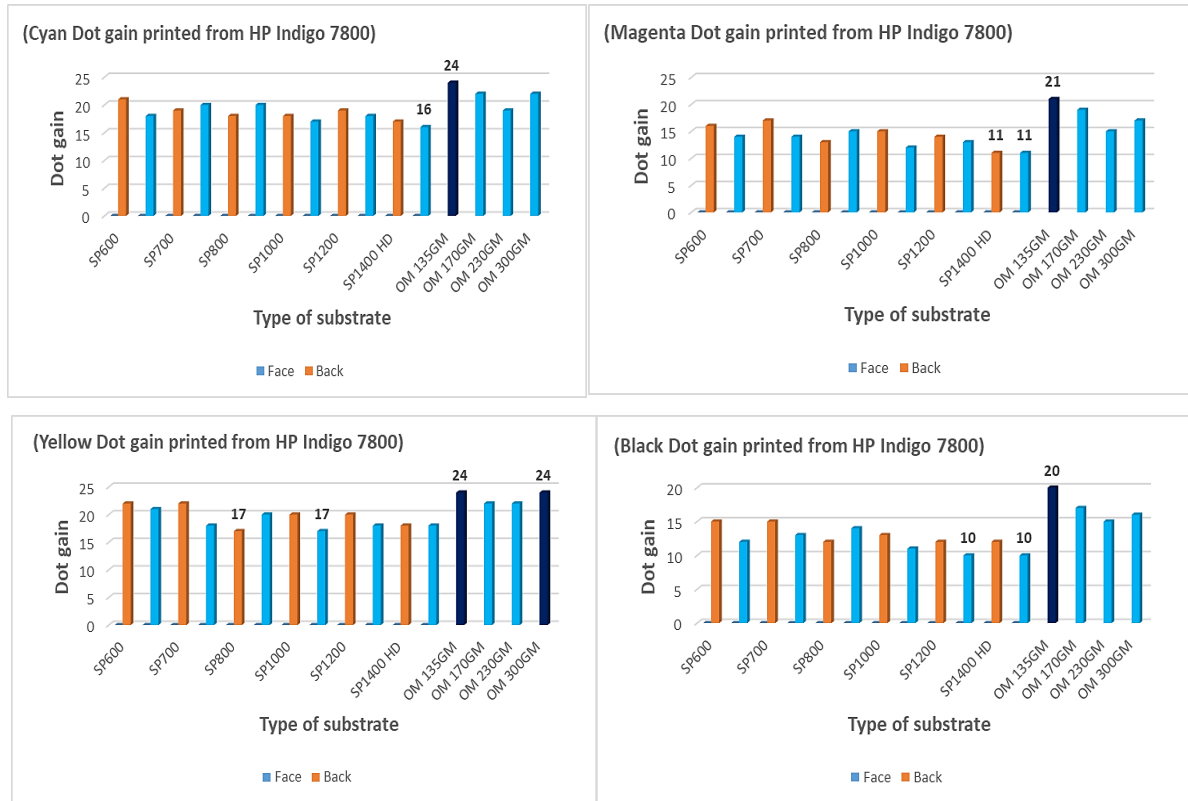 (Cyan Dot gain printed from HP Indigo 7800)
24
16
25
20
15
10
5
0
Dot gain
SP600
SP700
SP800
SP1000
SP1200
SP1400 HD
OM 135GM
OM 170GM
OM 230GM
OM 300GM
Type of substrate
Face Back
(Magenta Dot gain printed from HP Indigo 7800)
21
11 11
25
20
15
10
5
0
Dot gain
SP600
SP700
SP800
SP1000
SP1200
SP1400 HD
OM 135GM
OM 170GM
OM 230GM
OM 300GM
Type of substrate
Face Back
(Yellow Dot gain printed from HP Indigo 7800)
24 24
17 17
25
20
15
10
5
0
Dot gain
SP600
SP700
SP800
SP1000
SP1200
SP1400 HD
OM 135GM
OM 170GM
OM 230GM
OM 300GM
Type of substrate
Face Back
(Black Dot gain printed from HP Indigo 7800)
20
10 10
20
15
10
5
0
Dot gain
SP600
SP700
SP800
SP1000
SP1200
SP1400 HD
OM 135GM
OM 170GM
OM 230GM
OM 300GM
Type of substrate
Face Back